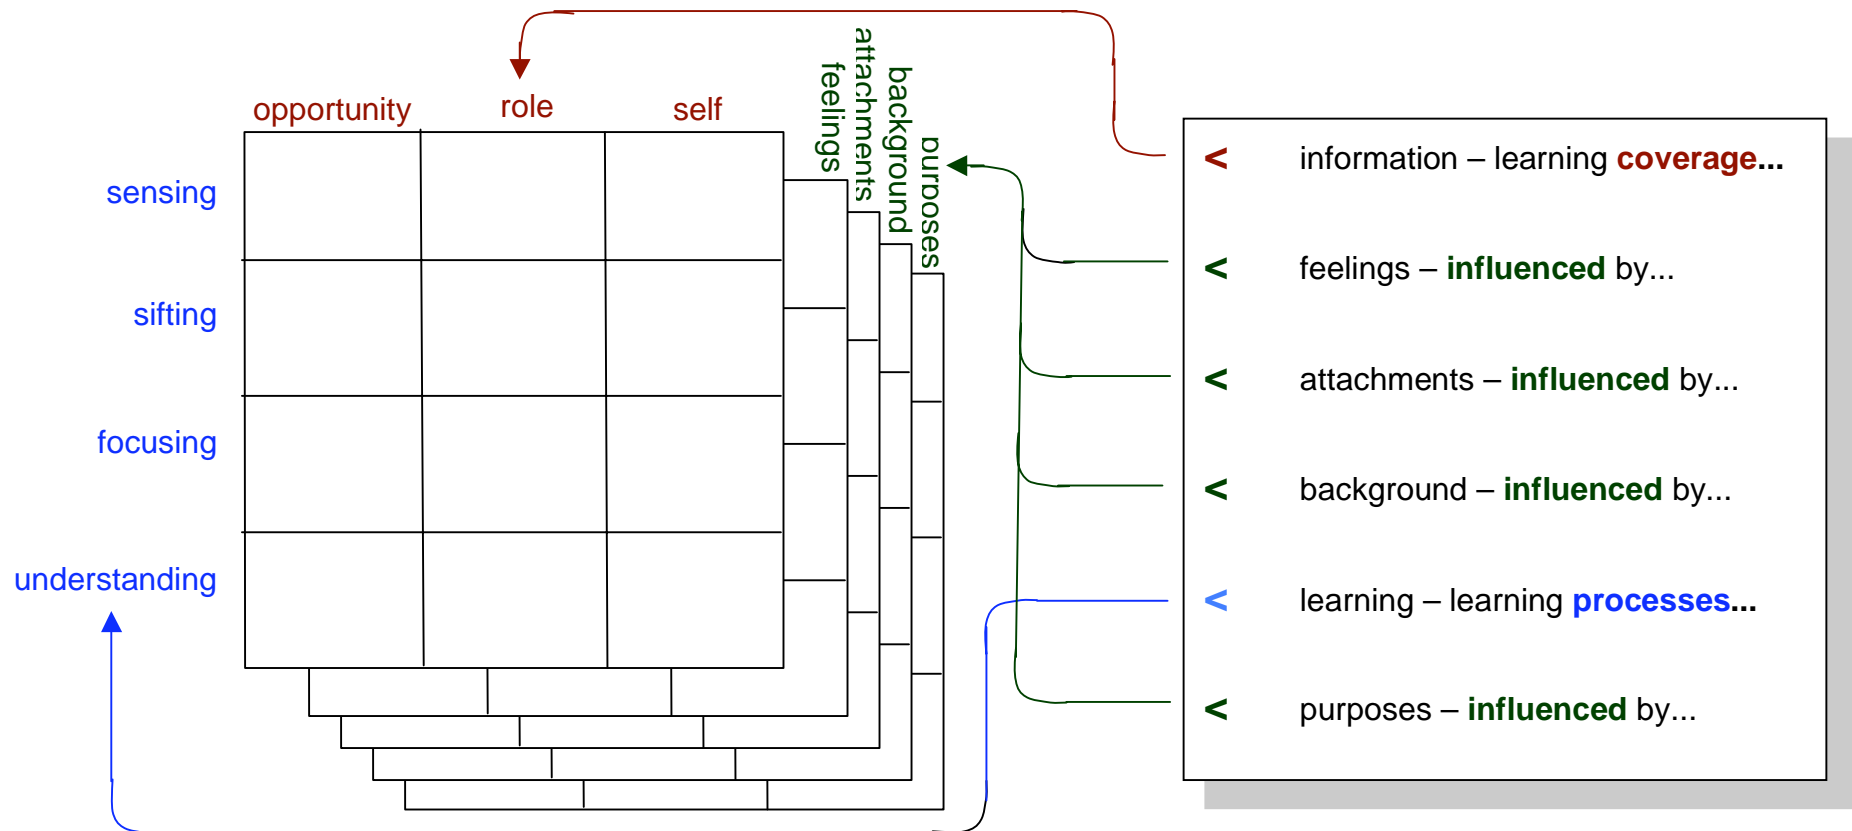 opportunity role self
feelings
attachments
background
purposes
sensing
sifting
focusing
understanding
< information – learning coverage...
< feelings – influenced by...
< attachments – influenced by...
< background – influenced by...
< learning – learning processes...
< purposes – influenced by...